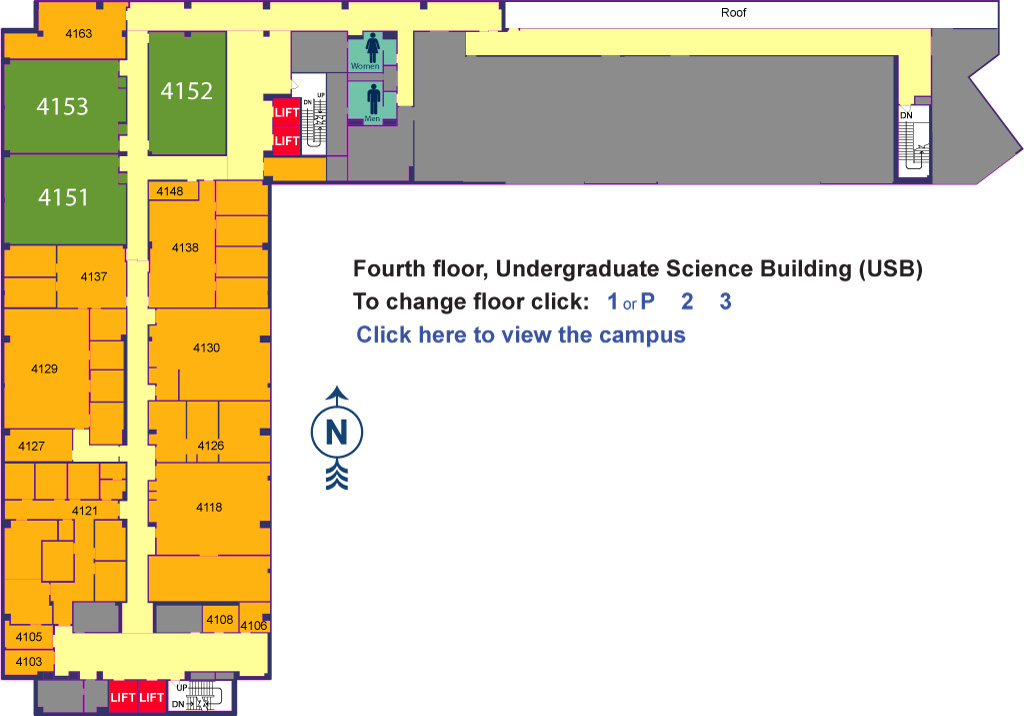 Roof
4163
4153
4152
Women
Men
LIFT
LIFT
UP
DN
DN
4151
4148
4138
4137
Fourth floor, Undergraduate Science Building (USB)
To change floor click: 1 or P 2 3
Click here to view the campus
4130
4129
N
4127
4126
4121
4118
4108
4106
4105
4103
LIFT
LIFT
UP
DN